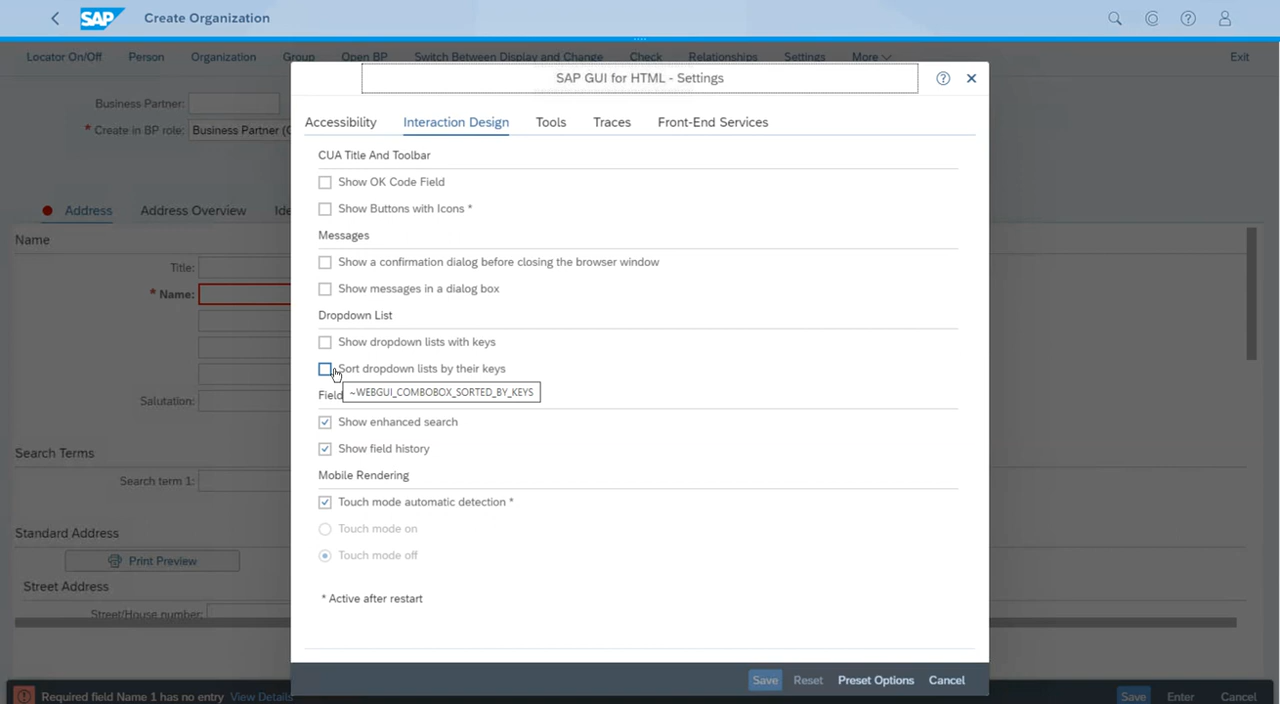 SAP Create Organization
Locator On/Off Person Organization Group Open BP Switch Between Display and Change Check Relationships Settings More Exit
SAP GUI for HTML - Settings
Business Partner:
* Create in BP role: Business Partner (
Accessibility Interaction Design Tools Traces Front-End Services
CUA Title And Toolbar
Show OK Code Field
Show Buttons with Icons *
Messages
Show a confirmation dialog before closing the browser window
Show messages in a dialog box
Dropdown List
Show dropdown lists with keys
Sort dropdown lists by their keys
~WEBGUI_COMBOBOX_SORTED_BY_KEYS
Field
Show enhanced search
Show field history
Mobile Rendering
Touch mode automatic detection *
Touch mode on
Touch mode off
* Active after restart
Save Reset Preset Options Cancel
Address Address Overview Ide
Name
Title:
* Name:
Salutation:
Search Terms
Search term 1:
Standard Address
Print Preview
Street Address
Street/House number:
Required field Name 1 has no entry View Details
Save Enter Cancel